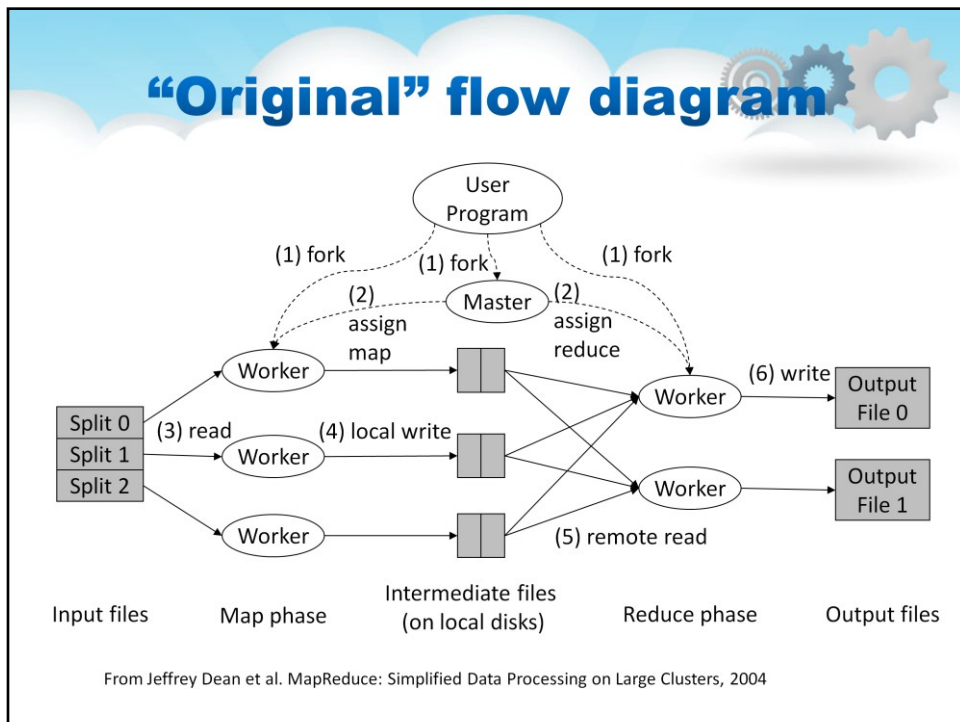 “Original” flow diagram
User
Program
(1) fork
(1) fork
(1) fork
Master
(2)
assign
map
(2)
assign
reduce
Worker
Worker
Worker
Split 0
Split 1
Split 2
(3) read
(4) local write
Worker
Worker
(5) remote read
(6) write
Output
File 0
Output
File 1
Input files
Map phase
Intermediate files
(on local disks)
Reduce phase
Output files
From Jeffrey Dean et al. MapReduce: Simplified Data Processing on Large Clusters, 2004